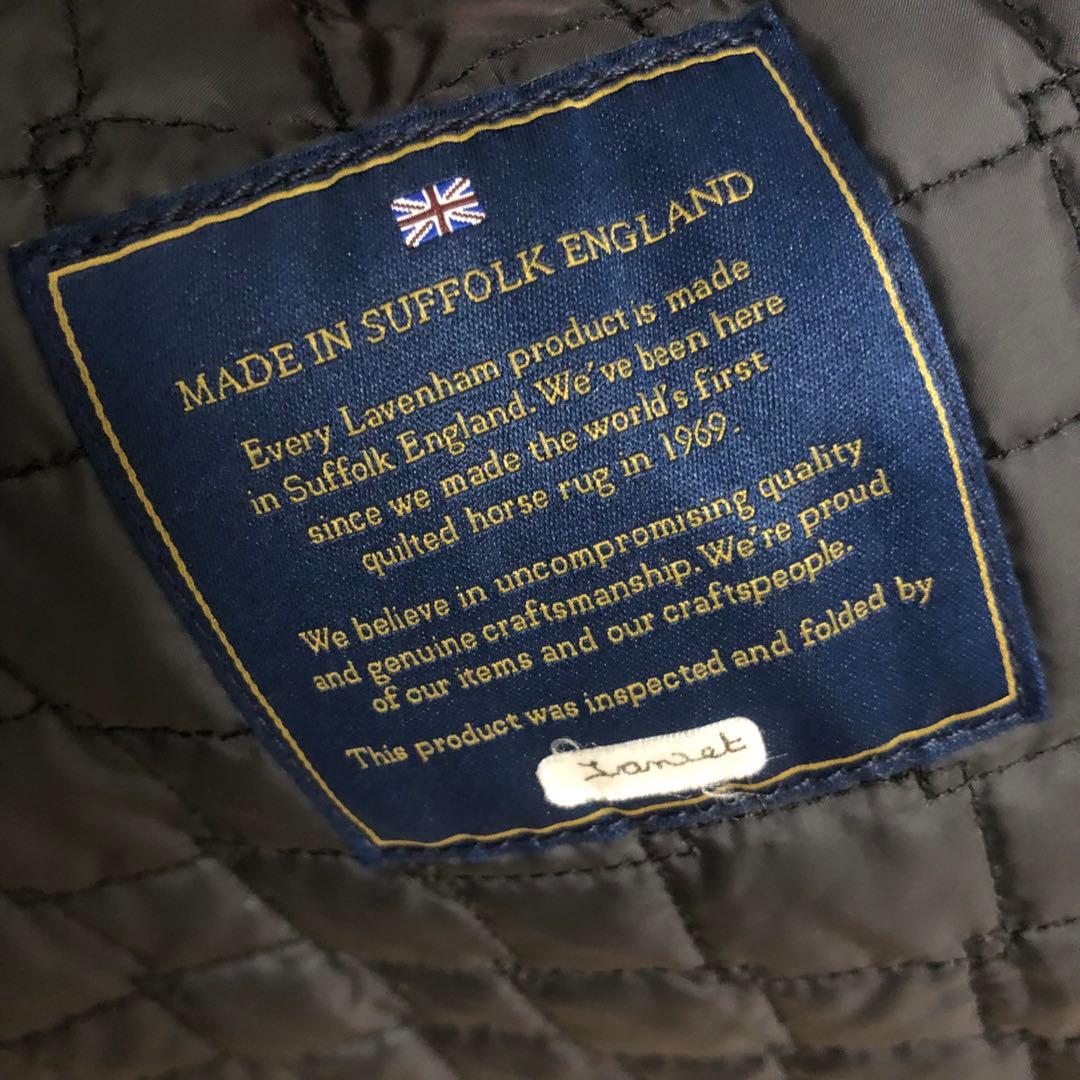 MADE IN SUFFOLK ENGLAND
Every Lavenham product is made
in Suffolk England. We've been here
since we made the world's first
quilted horse rug in 1969.
We believe in uncompromising quality
and genuine craftsmanship. We're proud
of our items and our craftspeople.
This product was inspected and folded by